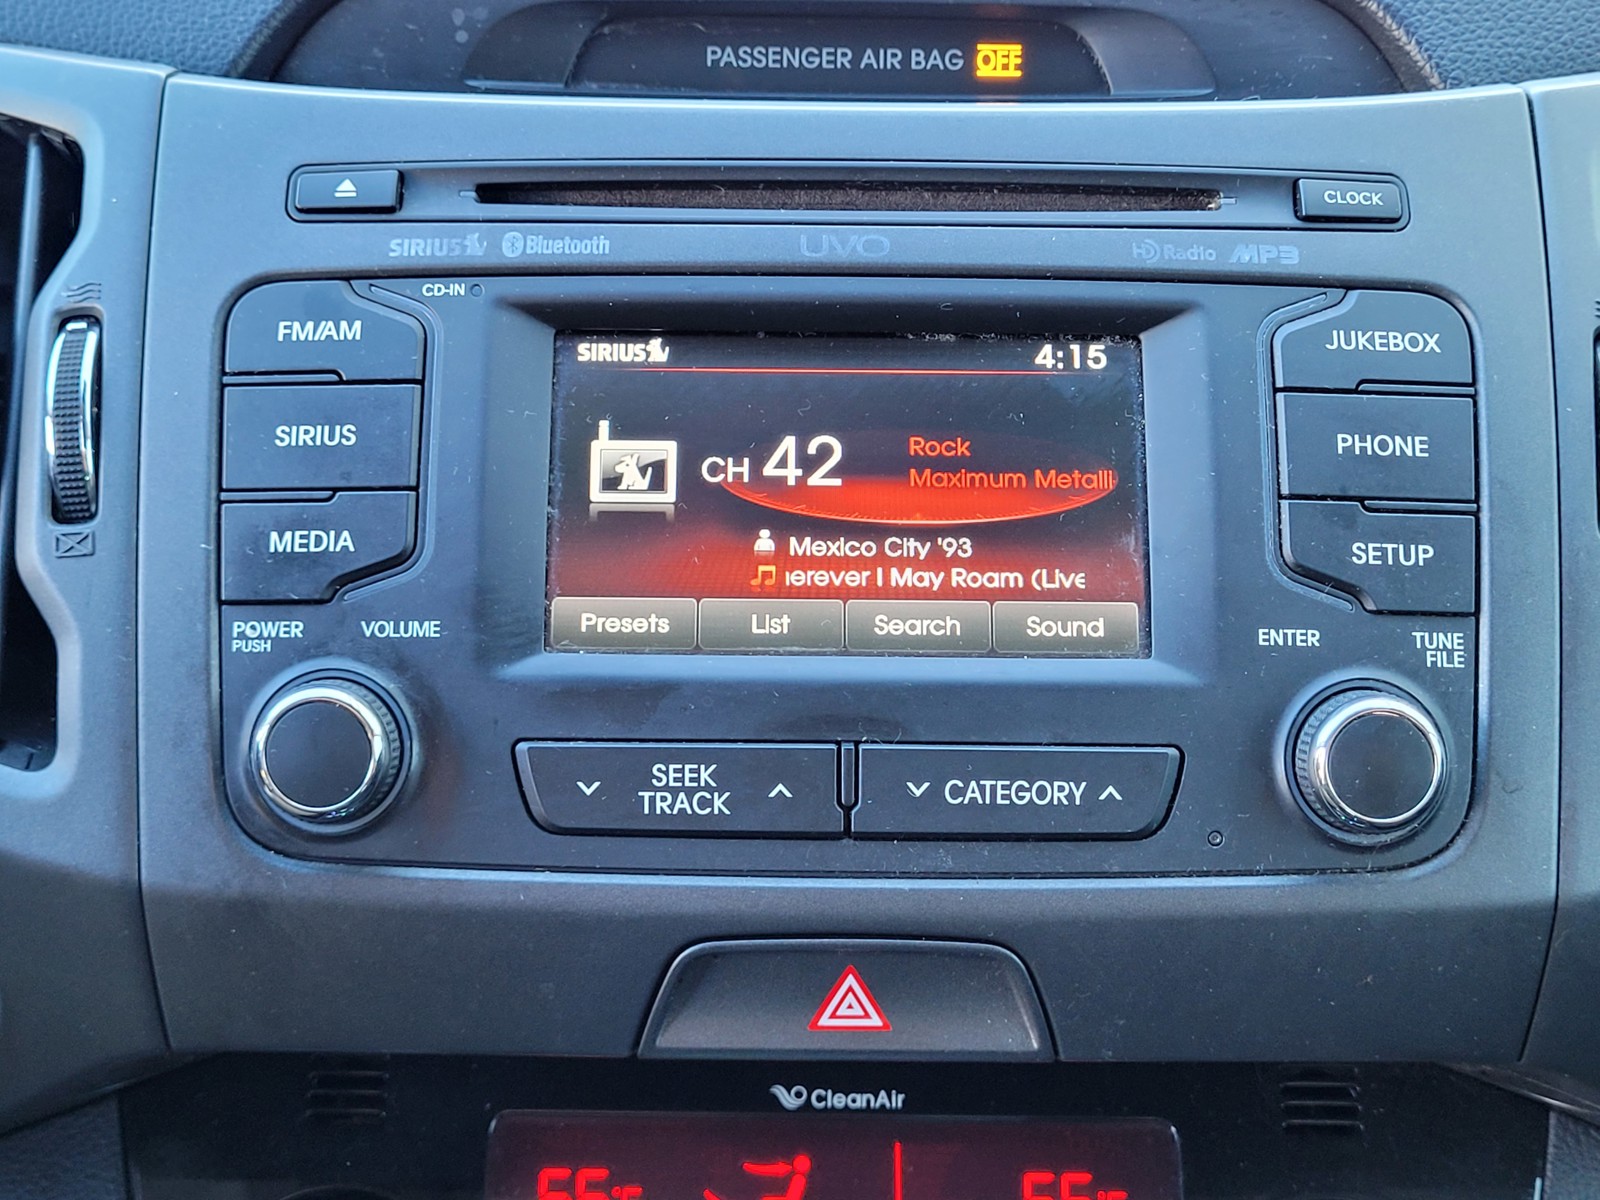 PASSENGER AIR BAG OFF
CLOCK
SIRIUS Bluetooth UVO HD Radio MP3
CD-IN
FM/AM
SIRIUS
MEDIA
POWER
PUSH
VOLUME
SIRIUS 4:15
CH 42
Rock
Maximum Metalli
Mexico City '93
erever I May Roam (Live
Presets List Search Sound
JUKEBOX
PHONE
SETUP
ENTER
TUNE
FILE
SEEK
TRACK
CATEGORY
CleanAir